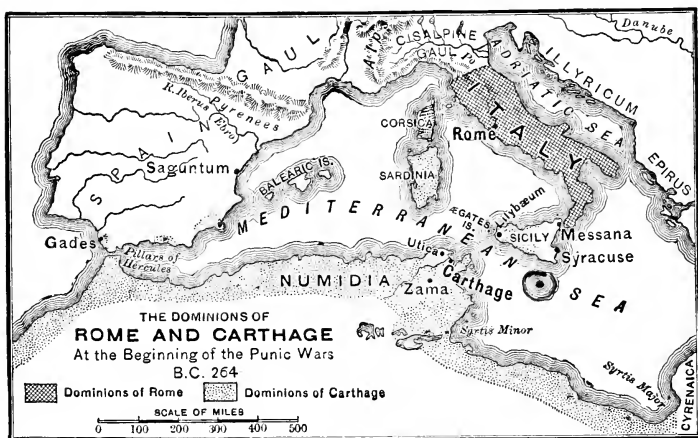 Danube
GAUL
Alps
CISALPINE
GAUL
Po
ILLYRICUM
ADRIATIC SEA
ITALY
Pyrenees
R. Iberus (Ebro)
CORSICA
Rome
EPIRUS
SPAIN
Saguntum
BALEARIC IS.
SARDINIA
MEDITERRANEAN SEA
ÆGATES
IS.
Lilybæum
SICILY
Messana
Syracuse
Gades
Pillars of
Hercules
Utica
Carthage
NUMIDIA
Zama
THE DOMINIONS OF
ROME AND CARTHAGE
At the Beginning of the Punic Wars
B.C. 264
Syrtis Minor
Syrtis Major
CYRENAICA
Dominions of Rome
Dominions of Carthage
SCALE OF MILES
0 100 200 300 400 500